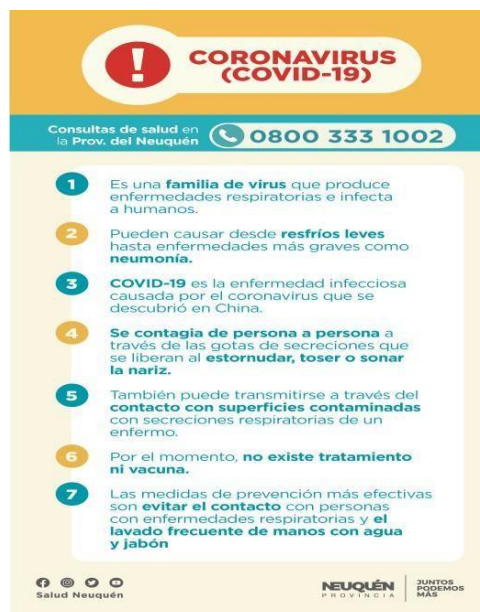 !
CORONAVIRUS
(COVID-19)
Consultas de salud en
la Prov. del Neuquén
0800 333 1002
1
Es una familia de virus que produce
enfermedades respiratorias e infecta
a humanos.
2
Pueden causar desde resfríos leves
hasta enfermedades más graves como
neumonía.
3
COVID-19 es la enfermedad infecciosa
causada por el coronavirus que se
descubrió en China.
4
Se contagia de persona a persona a
través de las gotas de secreciones que
se liberan al estornudar, toser o sonar
la nariz.
5
También puede transmitirse a través del
contacto con superficies contaminadas
con secreciones respiratorias de un
enfermo.
6
Por el momento, no existe tratamiento
ni vacuna.
7
Las medidas de prevención más efectivas
son evitar el contacto con personas
con enfermedades respiratorias y el
lavado frecuente de manos con agua
y jabón
Salud Neuquén
NEUQUÉN
PROVINCIA
JUNTOS
PODEMOS
MÁS